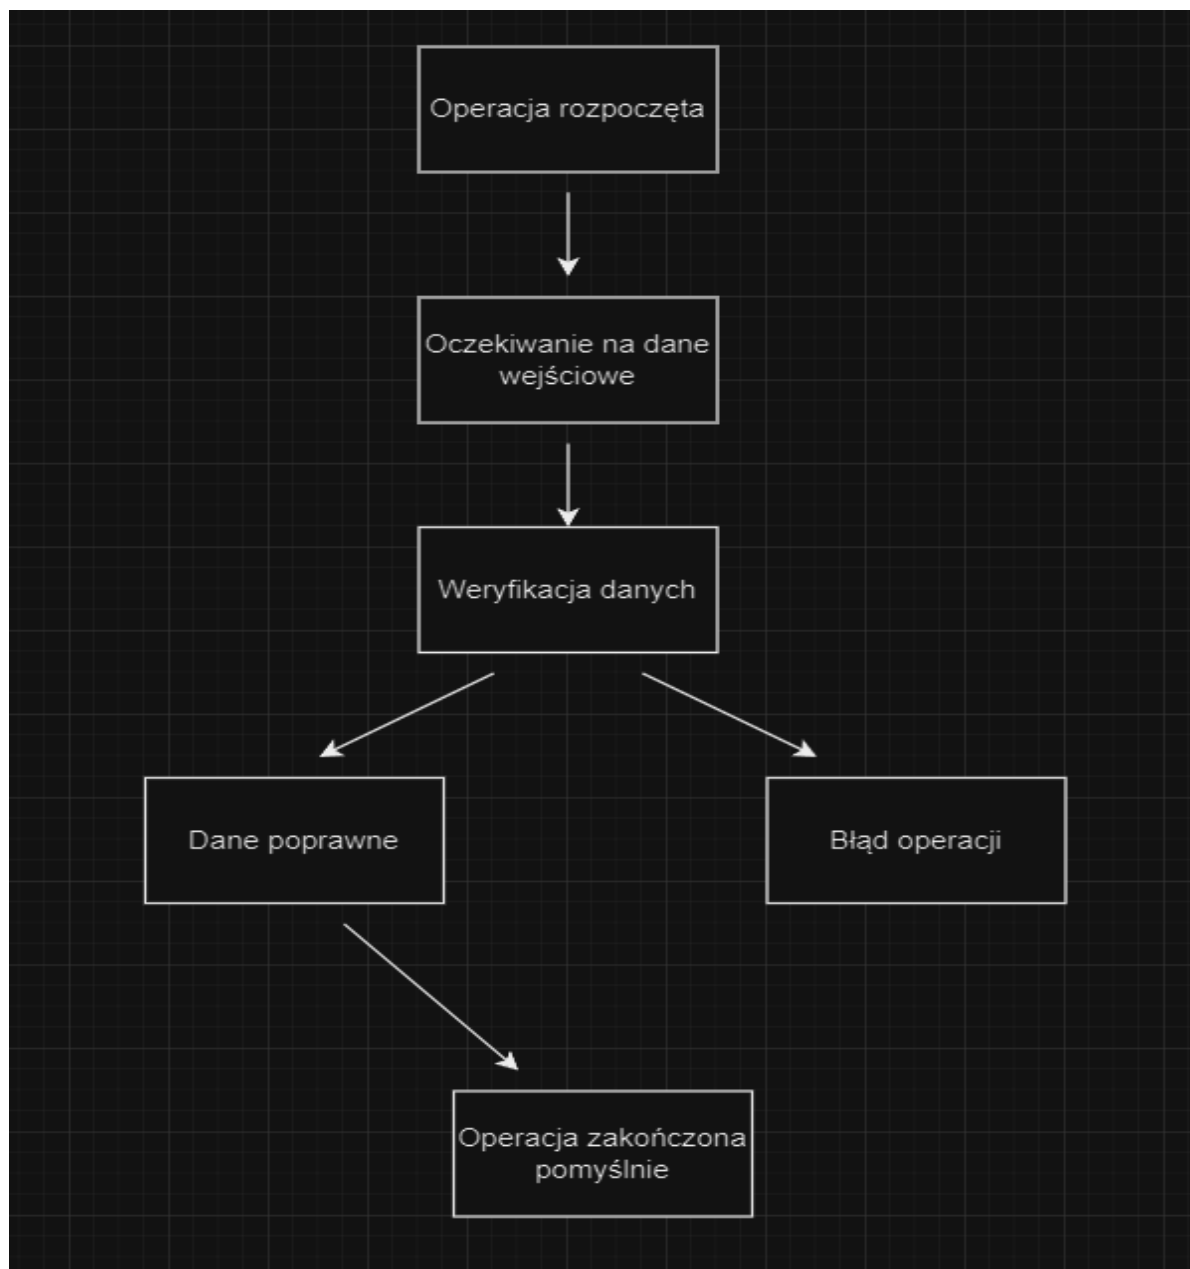 Operacja rozpoczęta
Oczekiwanie na dane
wejściowe
Weryfikacja danych
Dane poprawne
Błąd operacji
Operacja zakończona
pomyślnie